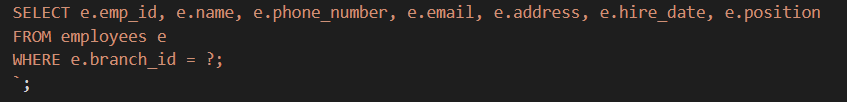 SELECT e.emp_id, e.name, e.phone_number, e.email, e.address, e.hire_date, e.position
FROM employees e
WHERE e.branch_id = ?;
`;